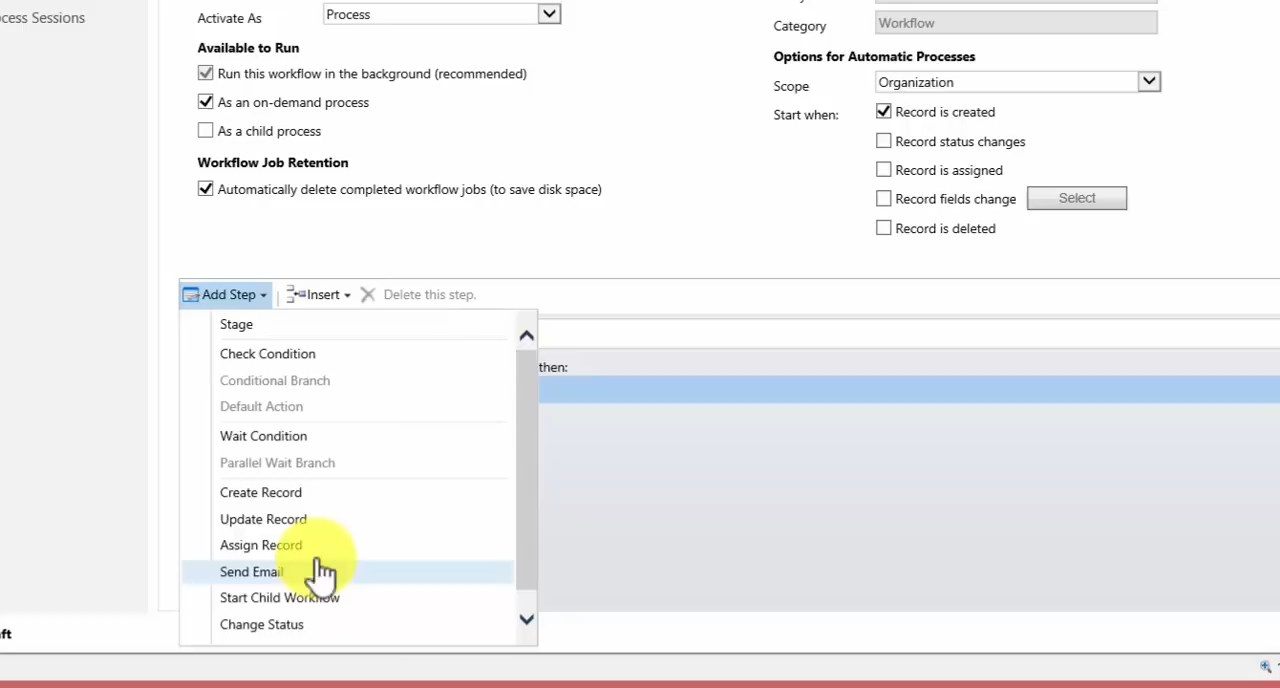 cess Sessions
Activate As
Process
Available to Run
Run this workflow in the background (recommended)
As an on-demand process
As a child process
Workflow Job Retention
Automatically delete completed workflow jobs (to save disk space)
Category
Workflow
Options for Automatic Processes
Scope
Organization
Start when:
Record is created
Record status changes
Record is assigned
Record fields change
Select
Record is deleted
Add Step
Insert
Delete this step.
Stage
Check Condition
then:
Conditional Branch
Default Action
Wait Condition
Parallel Wait Branch
Create Record
Update Record
Assign Record
Send Email
Start Child Workflow
Change Status
ft